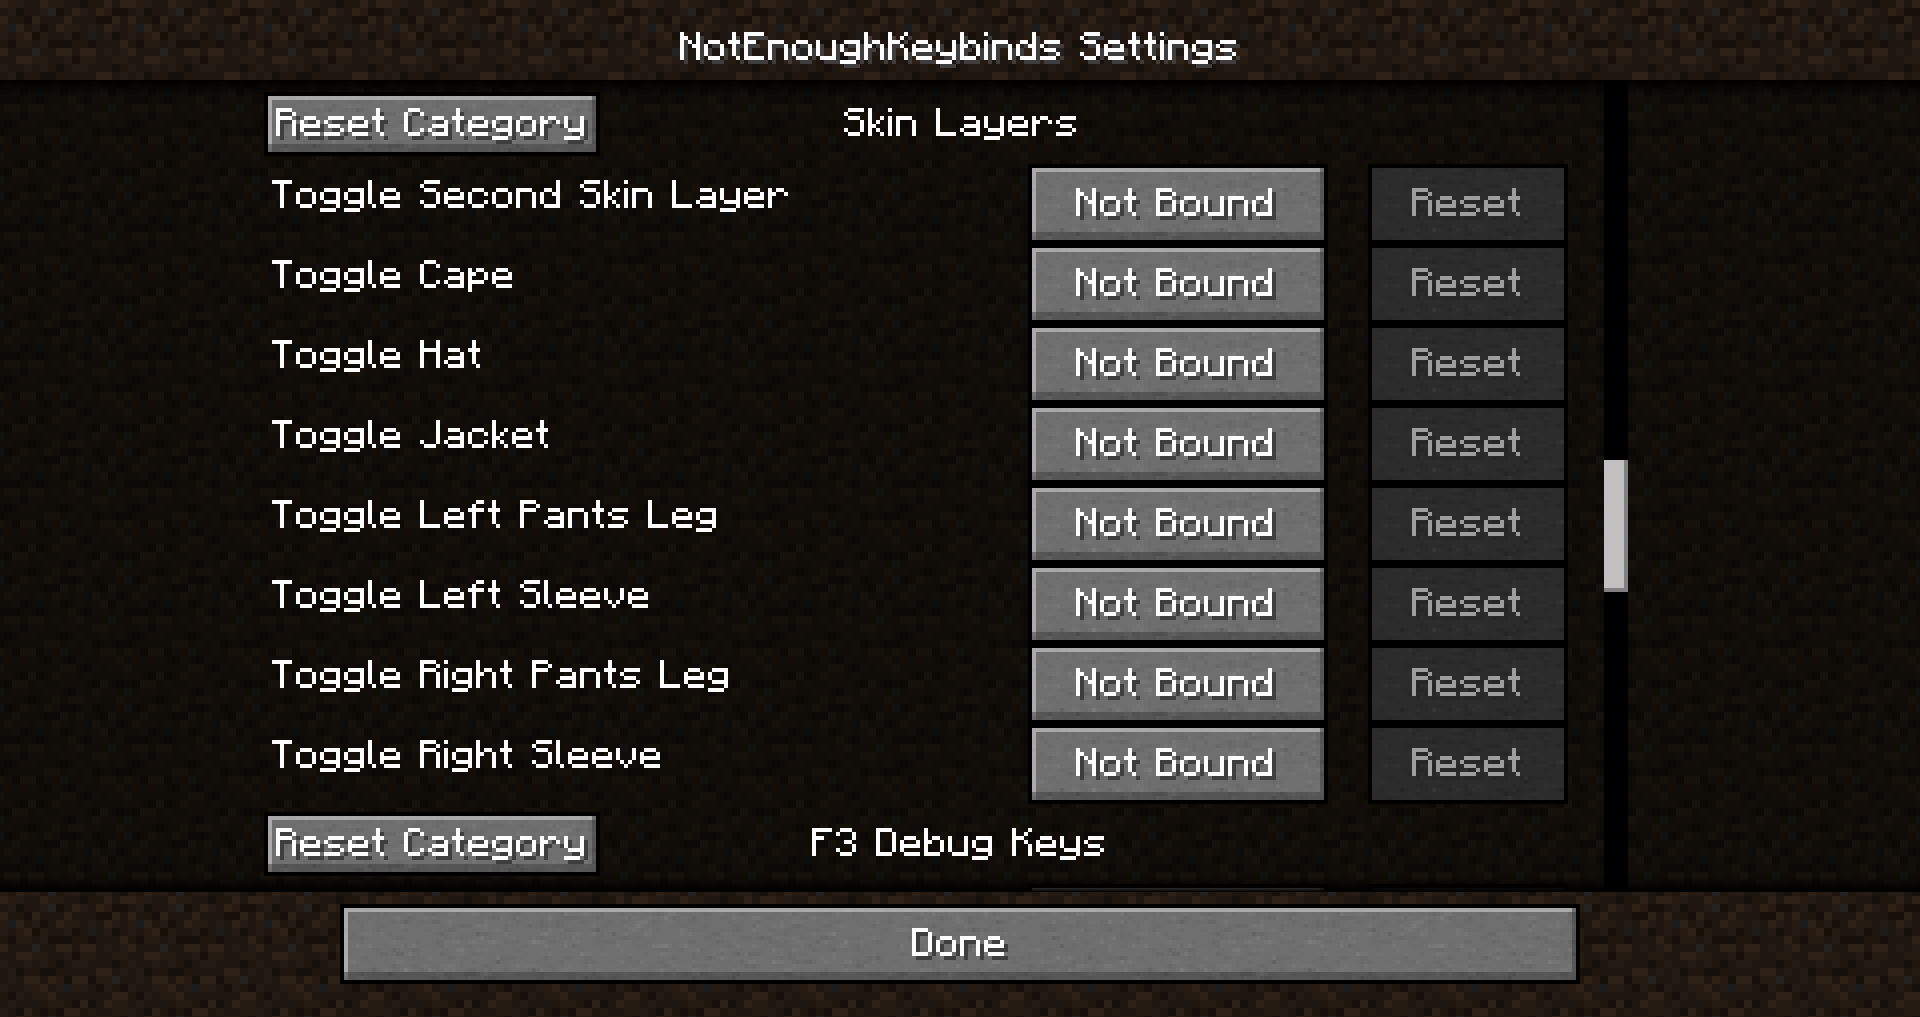 NotEnoughKeybinds Settings
Reset Category Skin Layers
Toggle Second Skin Layer Not Bound Reset
Toggle Cape Not Bound Reset
Toggle Hat Not Bound Reset
Toggle Jacket Not Bound Reset
Toggle Left Pants Leg Not Bound Reset
Toggle Left Sleeve Not Bound Reset
Toggle Right Pants Leg Not Bound Reset
Toggle Right Sleeve Not Bound Reset
Reset Category F3 Debug Keys
Done